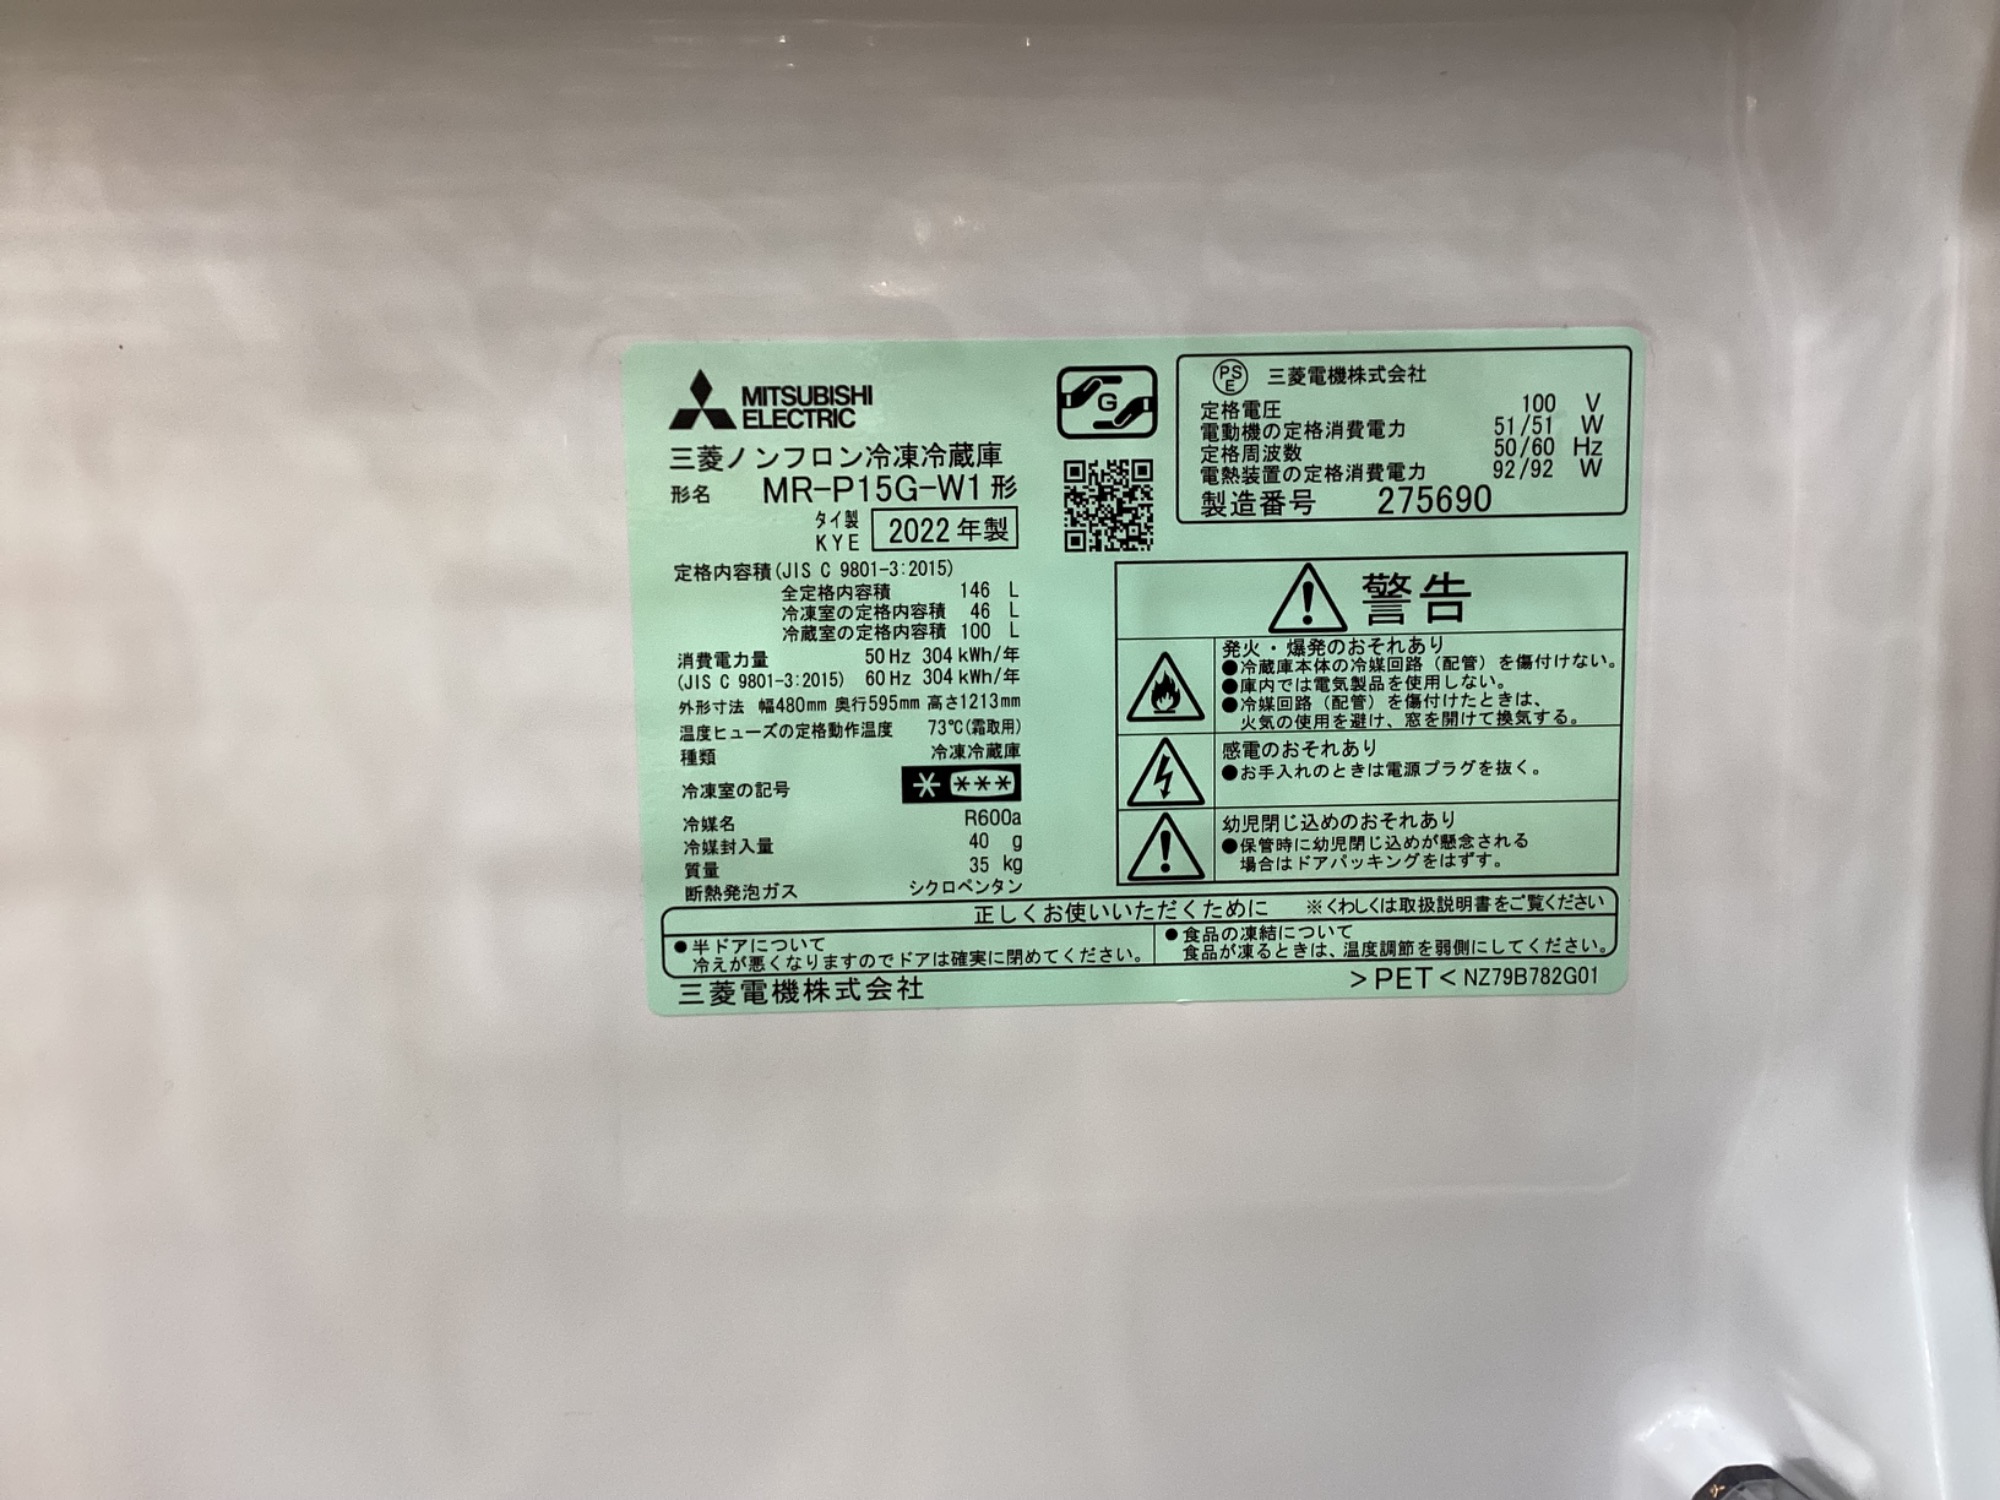 MITSUBISHI
ELECTRIC
三菱ノンフロン冷凍冷蔵庫
形名 MR-P15G-W1形
タイ製
KYE 2022年製
定格内容積(JIS C 9801-3:2015)
全定格内容積 146 L
冷凍室の定格内容積 46 L
冷蔵室の定格内容積 100 L
消費電力量 50Hz 304kWh/年
(JIS C 9801-3:2015) 60Hz 304kWh/年
外形寸法 幅480mm 奥行595mm 高さ1213mm
温度ヒューズの定格動作温度 73℃(霜取用)
種類 冷凍冷蔵庫
冷凍室の記号 * ***
冷媒名 R600a
冷媒封入量 40 g
質量 35 kg
断熱発泡ガス シクロペンタン
G
PSE 三菱電機株式会社
定格電圧 100 V
電動機の定格消費電力 51/51 W
定格周波数 50/60 Hz
電熱装置の定格消費電力 92/92 W
製造番号 275690
警告
発火・爆発のおそれあり
●冷蔵庫本体の冷媒回路（配管）を傷付けない。
●庫内では電気製品を使用しない。
●冷媒回路（配管）を傷付けたときは、
火気の使用を避け、窓を開けて換気する。
感電のおそれあり
●お手入れのときは電源プラグを抜く。
幼児閉じ込めのおそれあり
●保管時に幼児閉じ込めが懸念される
場合はドアパッキングをはずす。
正しくお使いいただくために ※くわしくは取扱説明書をご覧ください
●半ドアについて
冷えが悪くなりますのでドアは確実に閉めてください。
●食品の凍結について
食品が凍るときは、温度調節を弱側にしてください。
三菱電機株式会社
>PET< NZ79B782G01